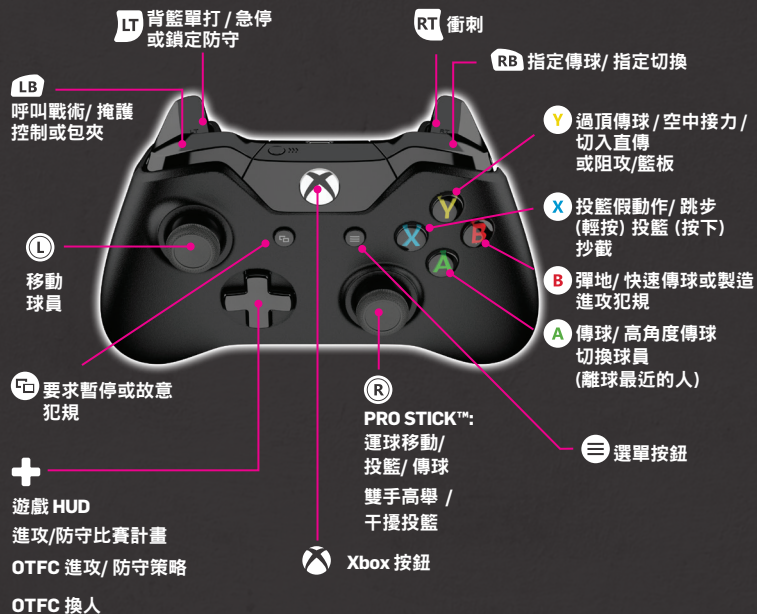 LT 背籃單打 / 急停
或鎖定防守
RT 衝刺
RB 指定傳球/ 指定切換
LB
呼叫戰術/ 掩護
控制或包夾
Y 過頂傳球 / 空中接力 /
切入直傳
或阻攻/籃板
X 投籃假動作/ 跳步
(輕按) 投籃 (按下)
抄截
B 彈地/ 快速傳球或製造
進攻犯規
A 傳球/ 高角度傳球
切換球員
(離球最近的人)
L
移動
球員
LT
RT
Y
X
B
A
要求暫停或故意
犯規
R
PRO STICK™:
運球移動/
投籃/ 傳球
雙手高舉 /
干擾投籃
選單按鈕
遊戲 HUD
進攻/防守比賽計畫
OTFC 進攻/ 防守策略
OTFC 換人
Xbox 按鈕